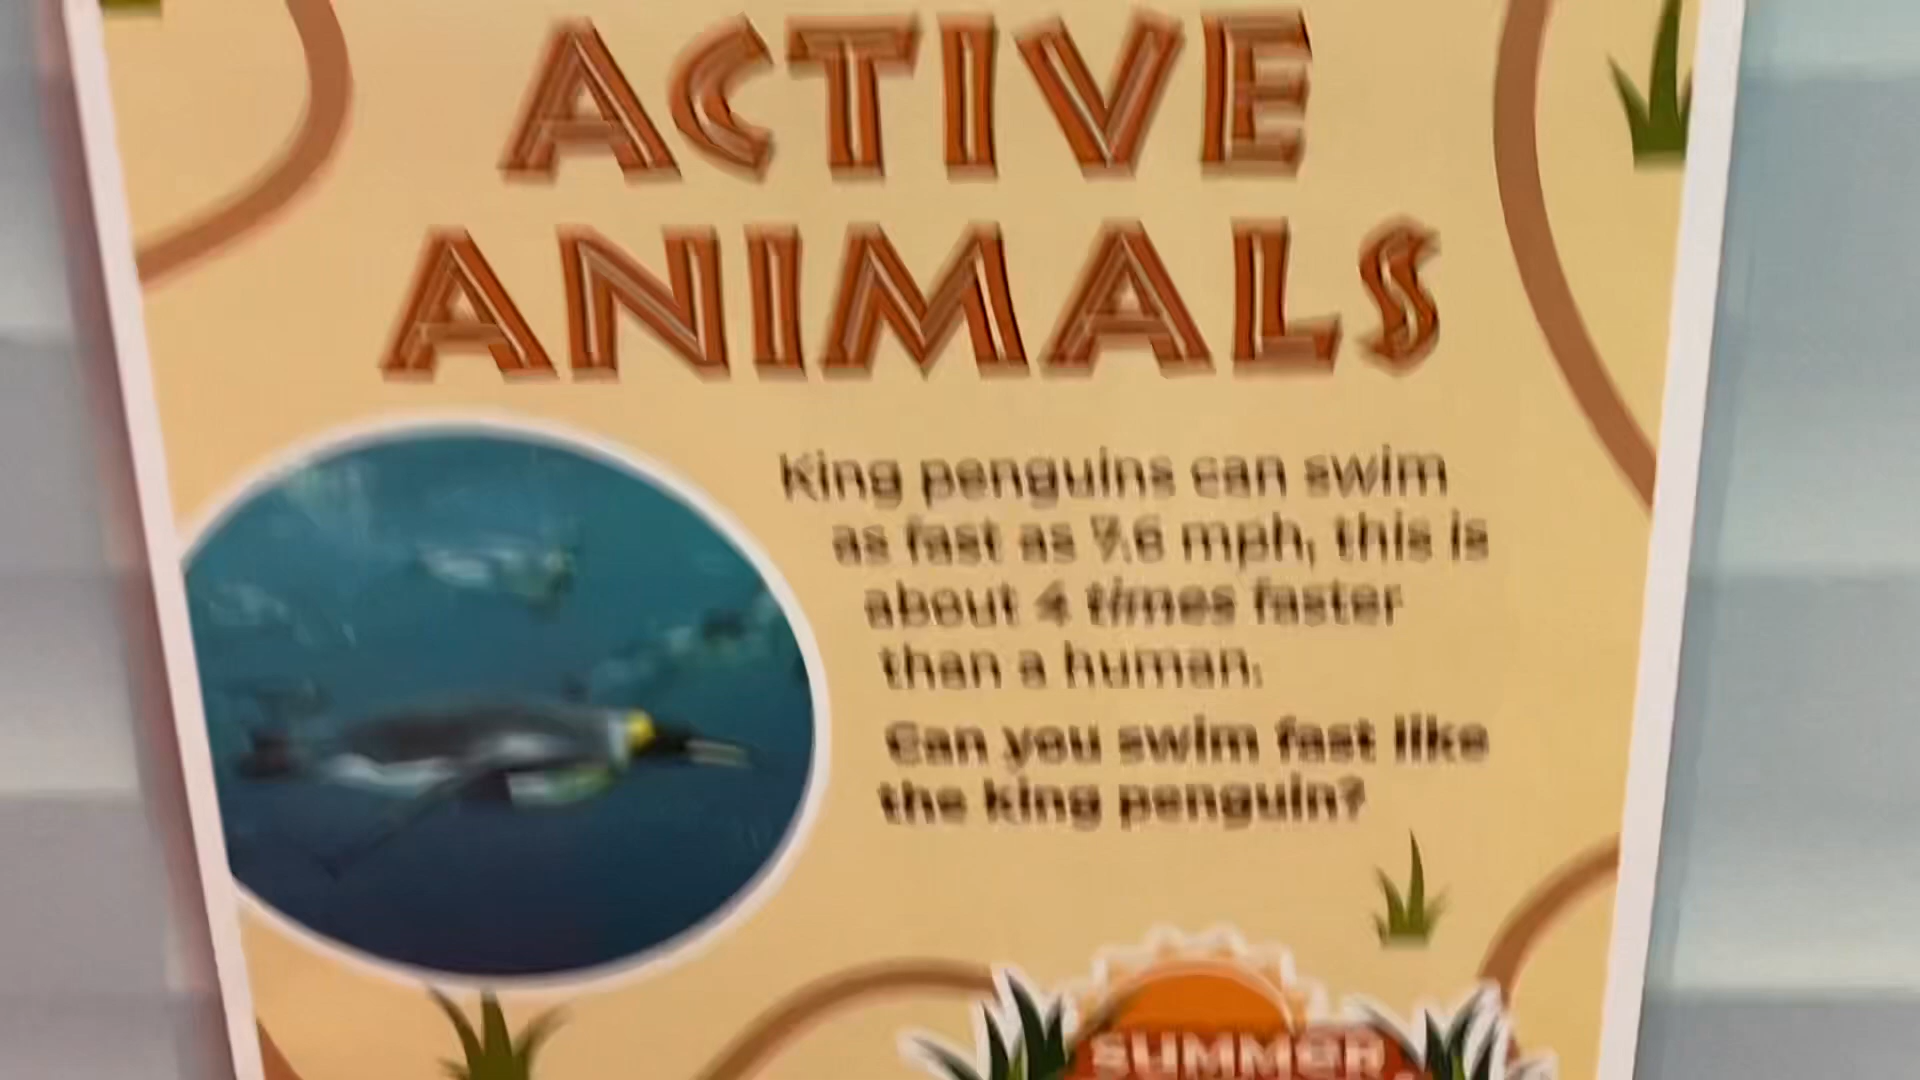 ACTIVE
ANIMALS
King penguins can swim
as fast as 7.6 mph, this is
about 4 times faster
than a human.
Can you swim fast like
the king penguin?
SUMMER